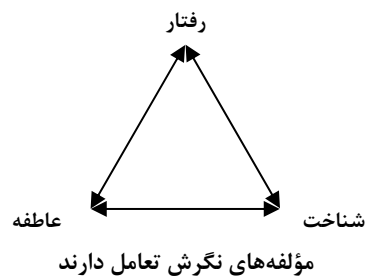 رفتار
شناخت
عاطفه
مؤلفه‌های نگرش تعامل دارند